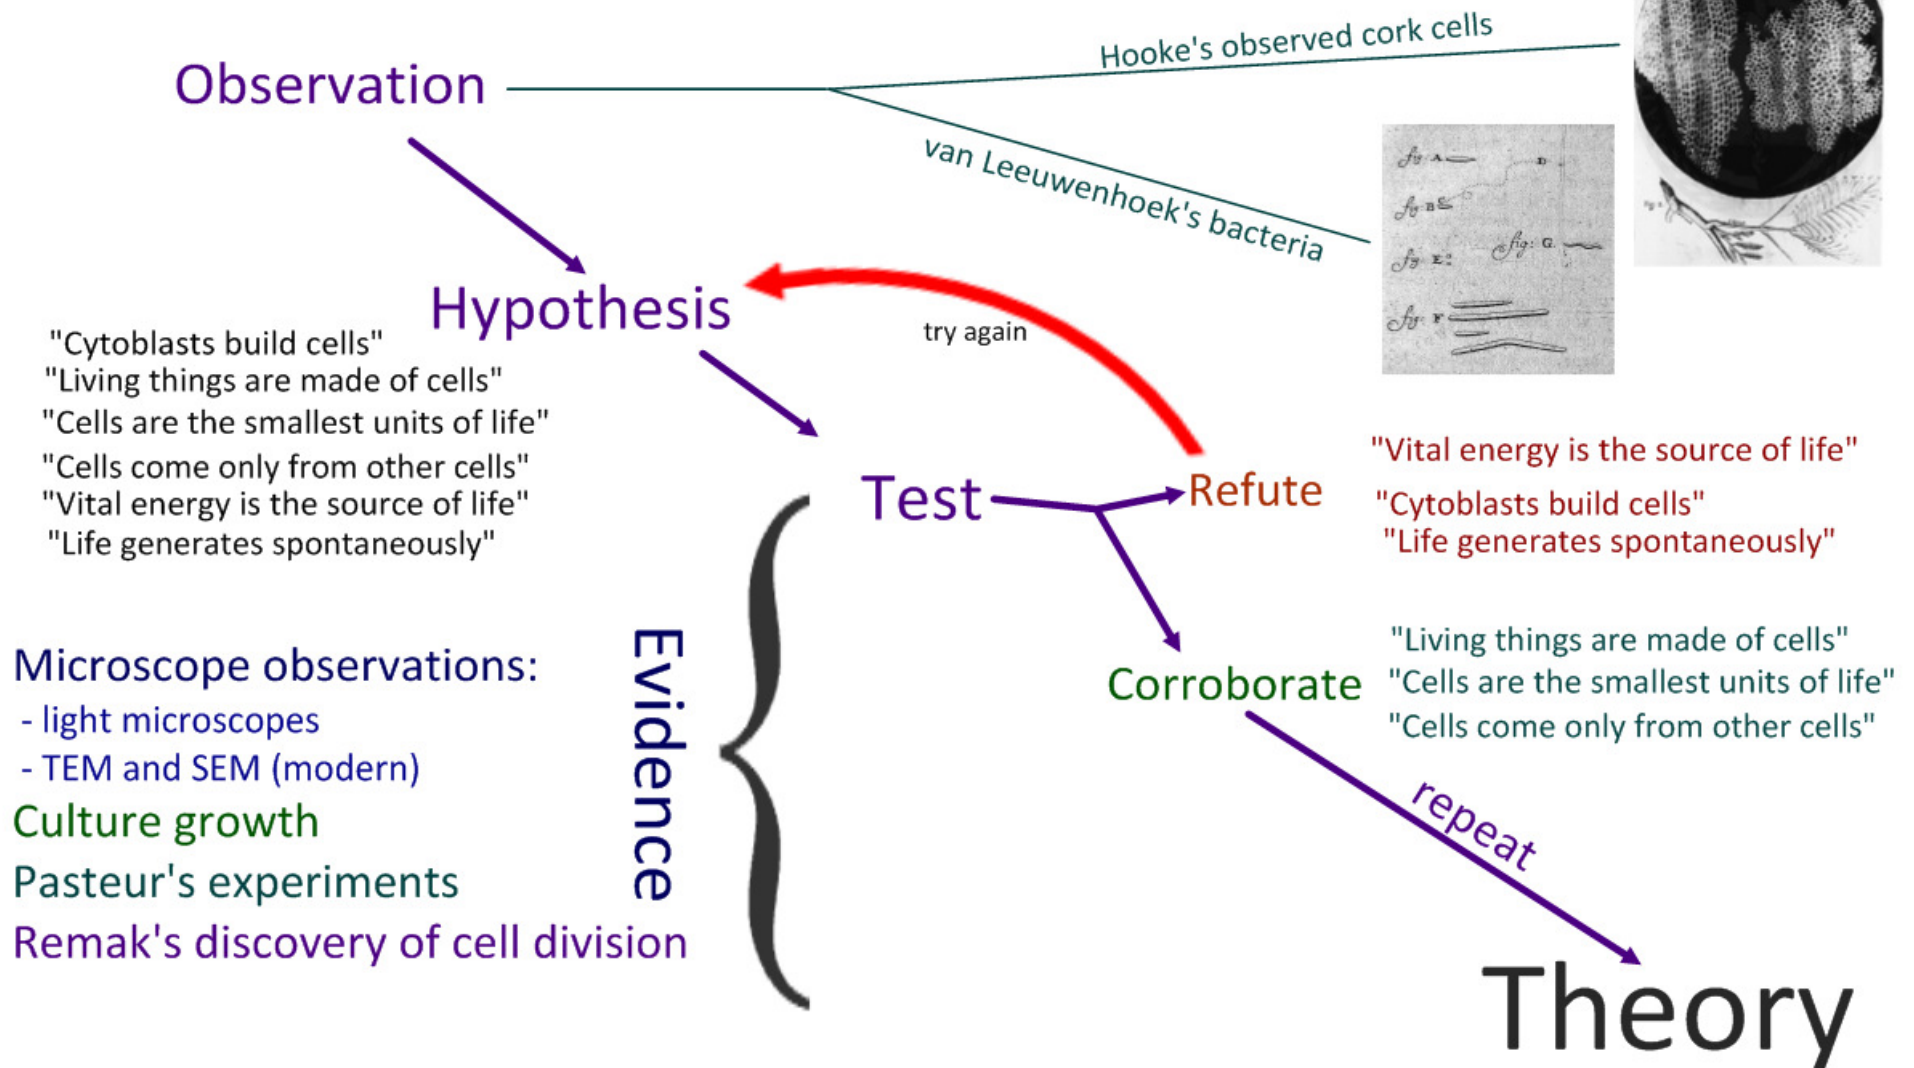 Observation
Hooke's observed cork cells
van Leeuwenhoek's bacteria
fig: A
D
fig: B
fig: G.
fig: E
fig: F
Hypothesis
try again
"Cytoblasts build cells"
"Living things are made of cells"
"Cells are the smallest units of life"
"Cells come only from other cells"
"Vital energy is the source of life"
"Life generates spontaneously"
Test
Refute
"Vital energy is the source of life"
"Cytoblasts build cells"
"Life generates spontaneously"
Corroborate
"Living things are made of cells"
"Cells are the smallest units of life"
"Cells come only from other cells"
Evidence
Microscope observations:
- light microscopes
- TEM and SEM (modern)
Culture growth
Pasteur's experiments
Remak's discovery of cell division
repeat
Theory